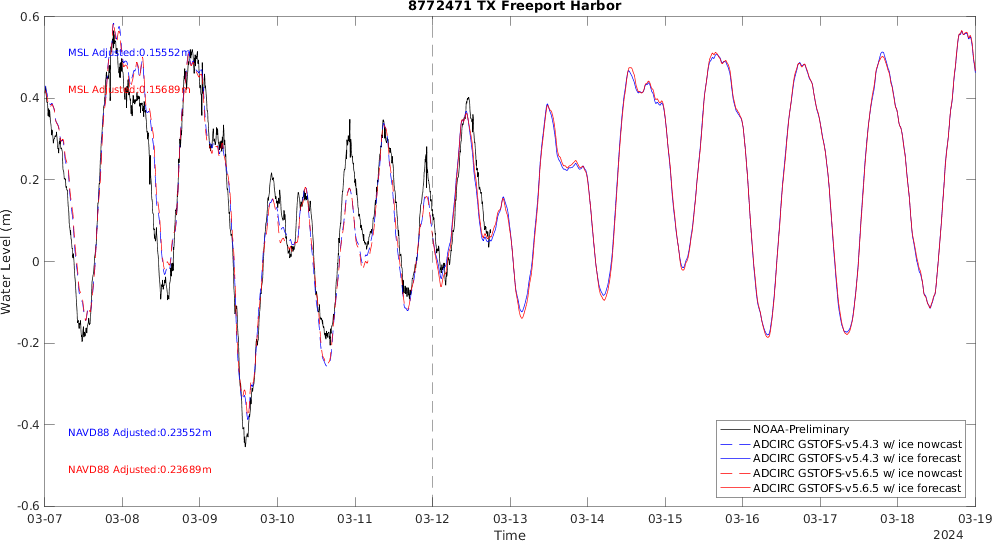 8772471 TX Freeport Harbor
0.6
0.4
0.2
0
-0.2
-0.4
-0.6
Water Level (m)
MSL Adjusted:0.15552m
MSL Adjusted:0.15689m
NAVD88 Adjusted:0.23552m
NAVD88 Adjusted:0.23689m
NOAA-Preliminary
ADCIRC GSTOFS-v5.4.3 w/ ice nowcast
ADCIRC GSTOFS-v5.4.3 w/ ice forecast
ADCIRC GSTOFS-v5.6.5 w/ ice nowcast
ADCIRC GSTOFS-v5.6.5 w/ ice forecast
03-07 03-08 03-09 03-10 03-11 03-12 03-13 03-14 03-15 03-16 03-17 03-18 03-19
Time
2024